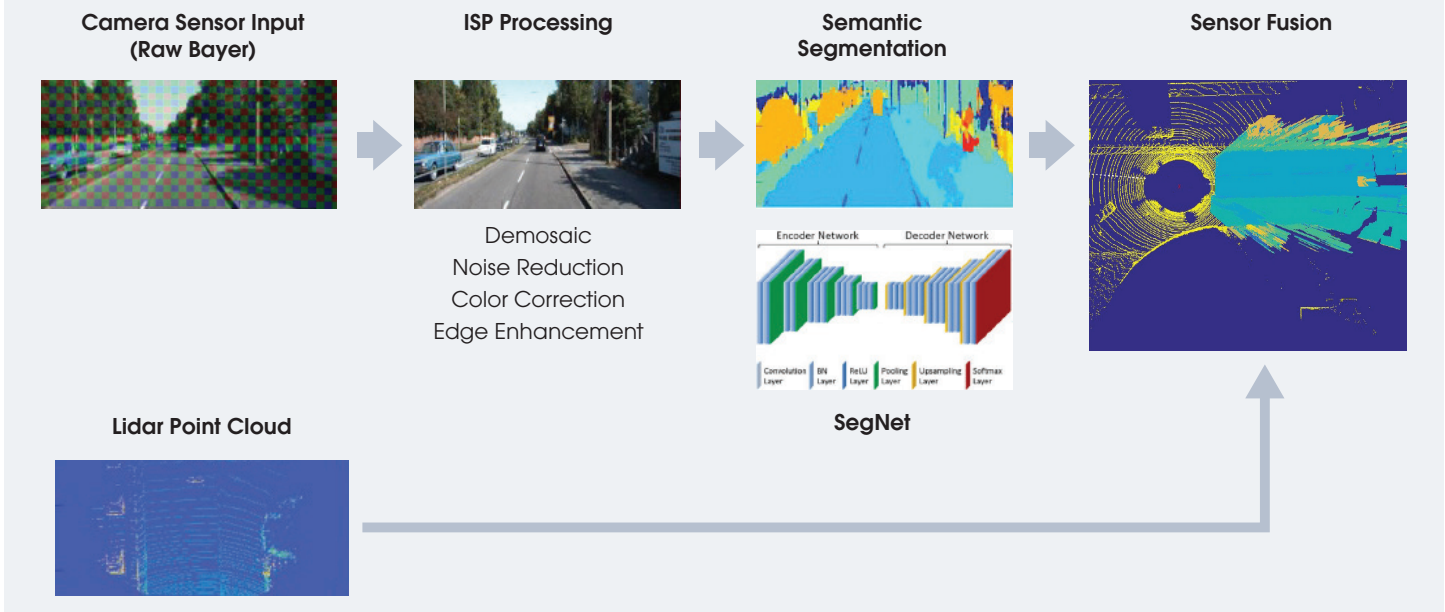 Camera Sensor Input
(Raw Bayer)
ISP Processing
Semantic
Segmentation
Sensor Fusion
Demosaic
Noise Reduction
Color Correction
Edge Enhancement
Encoder Network
Decoder Network
Convolution
Layer
BN
Layer
ReLU
Layer
Pooling
Layer
Upsampling
Layer
Softmax
Layer
SegNet
Lidar Point Cloud